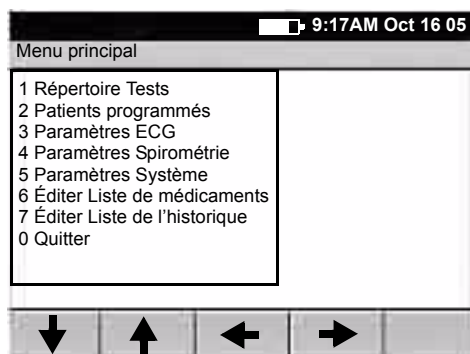 9:17AM Oct 16 05
Menu principal
1 Répertoire Tests
2 Patients programmés
3 Paramètres ECG
4 Paramètres Spirométrie
5 Paramètres Système
6 Éditer Liste de médicaments
7 Éditer Liste de l’historique
0 Quitter